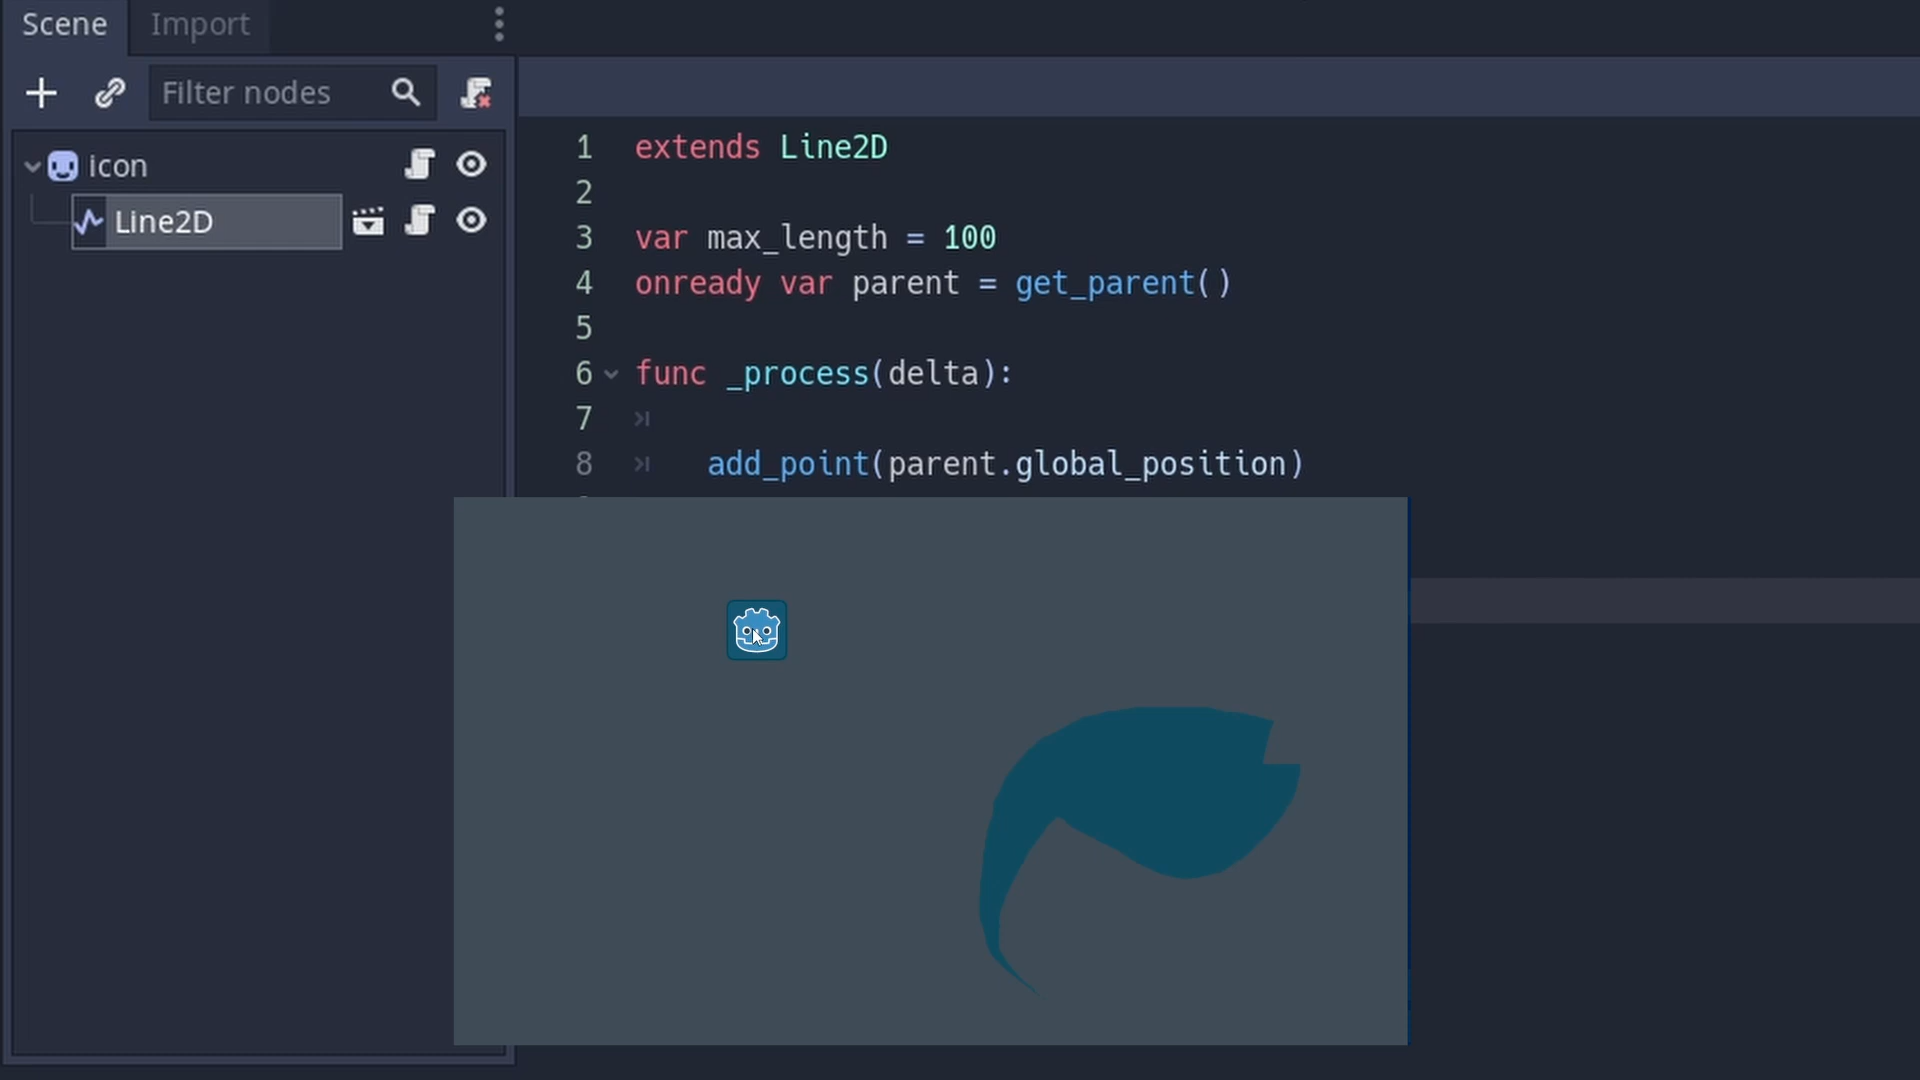 Scene Import
Filter nodes
icon
Line2D
1 extends Line2D
2
3 var max_length = 100
4 onready var parent = get_parent()
5
6 func _process(delta):
7
8 add_point(parent.global_position)